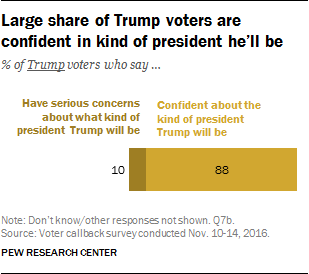 Large share of Trump voters are
confident in kind of president he'll be
% of Trump voters who say ...
Have serious concerns
about what kind of
president Trump will be
Confident about the
kind of president
Trump will be
10
88
Note: Don't know/other responses not shown. Q7b.
Source: Voter callback survey conducted Nov. 10-14, 2016.
PEW RESEARCH CENTER